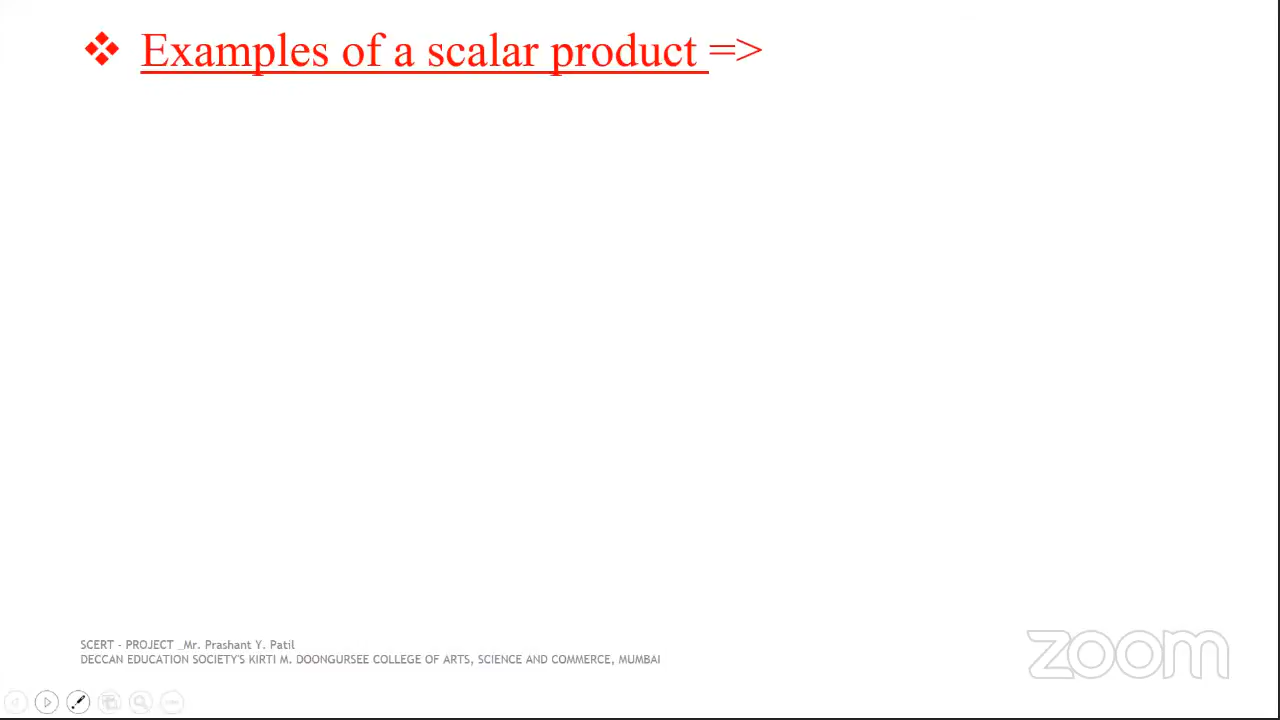 ❖ Examples of a scalar product =>
SCERT - PROJECT _Mr. Prashant Y. Patil
DECCAN EDUCATION SOCIETY'S KIRTI M. DOONGURSEE COLLEGE OF ARTS, SCIENCE AND COMMERCE, MUMBAI
zoom